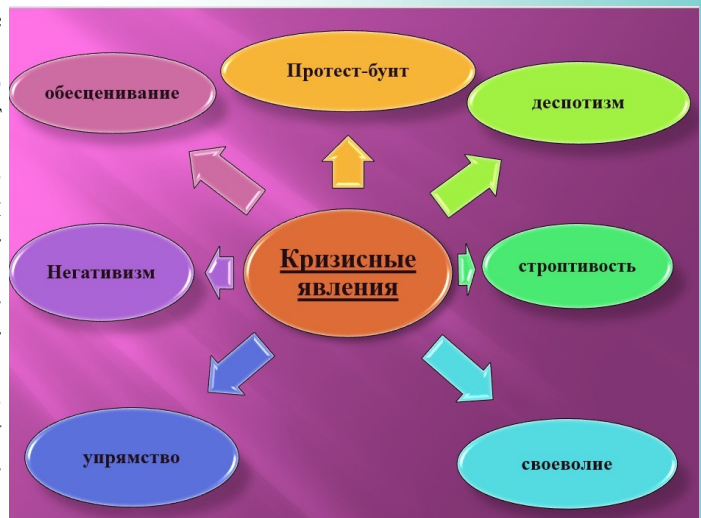 Протест-бунт
обесценивание
деспотизм
Кризисные
явления
Негативизм
строптивость
упрямство
своеволие